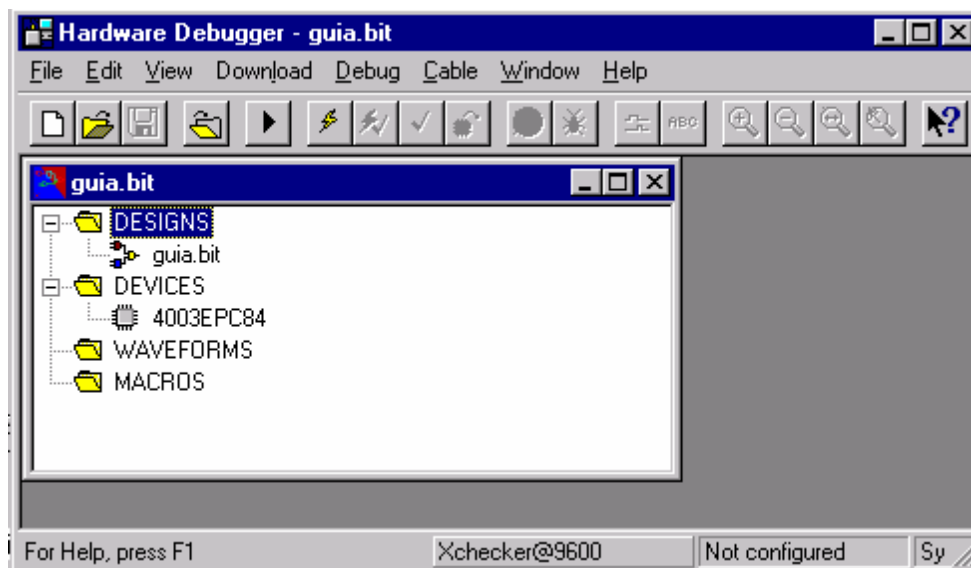 Hardware Debugger - guia.bit
File Edit View Download Debug Cable Window Help
ABC
guia.bit
DESIGNS
guia.bit
DEVICES
4003EPC84
WAVEFORMS
MACROS
For Help, press F1 Xchecker@9600 Not configured Sy